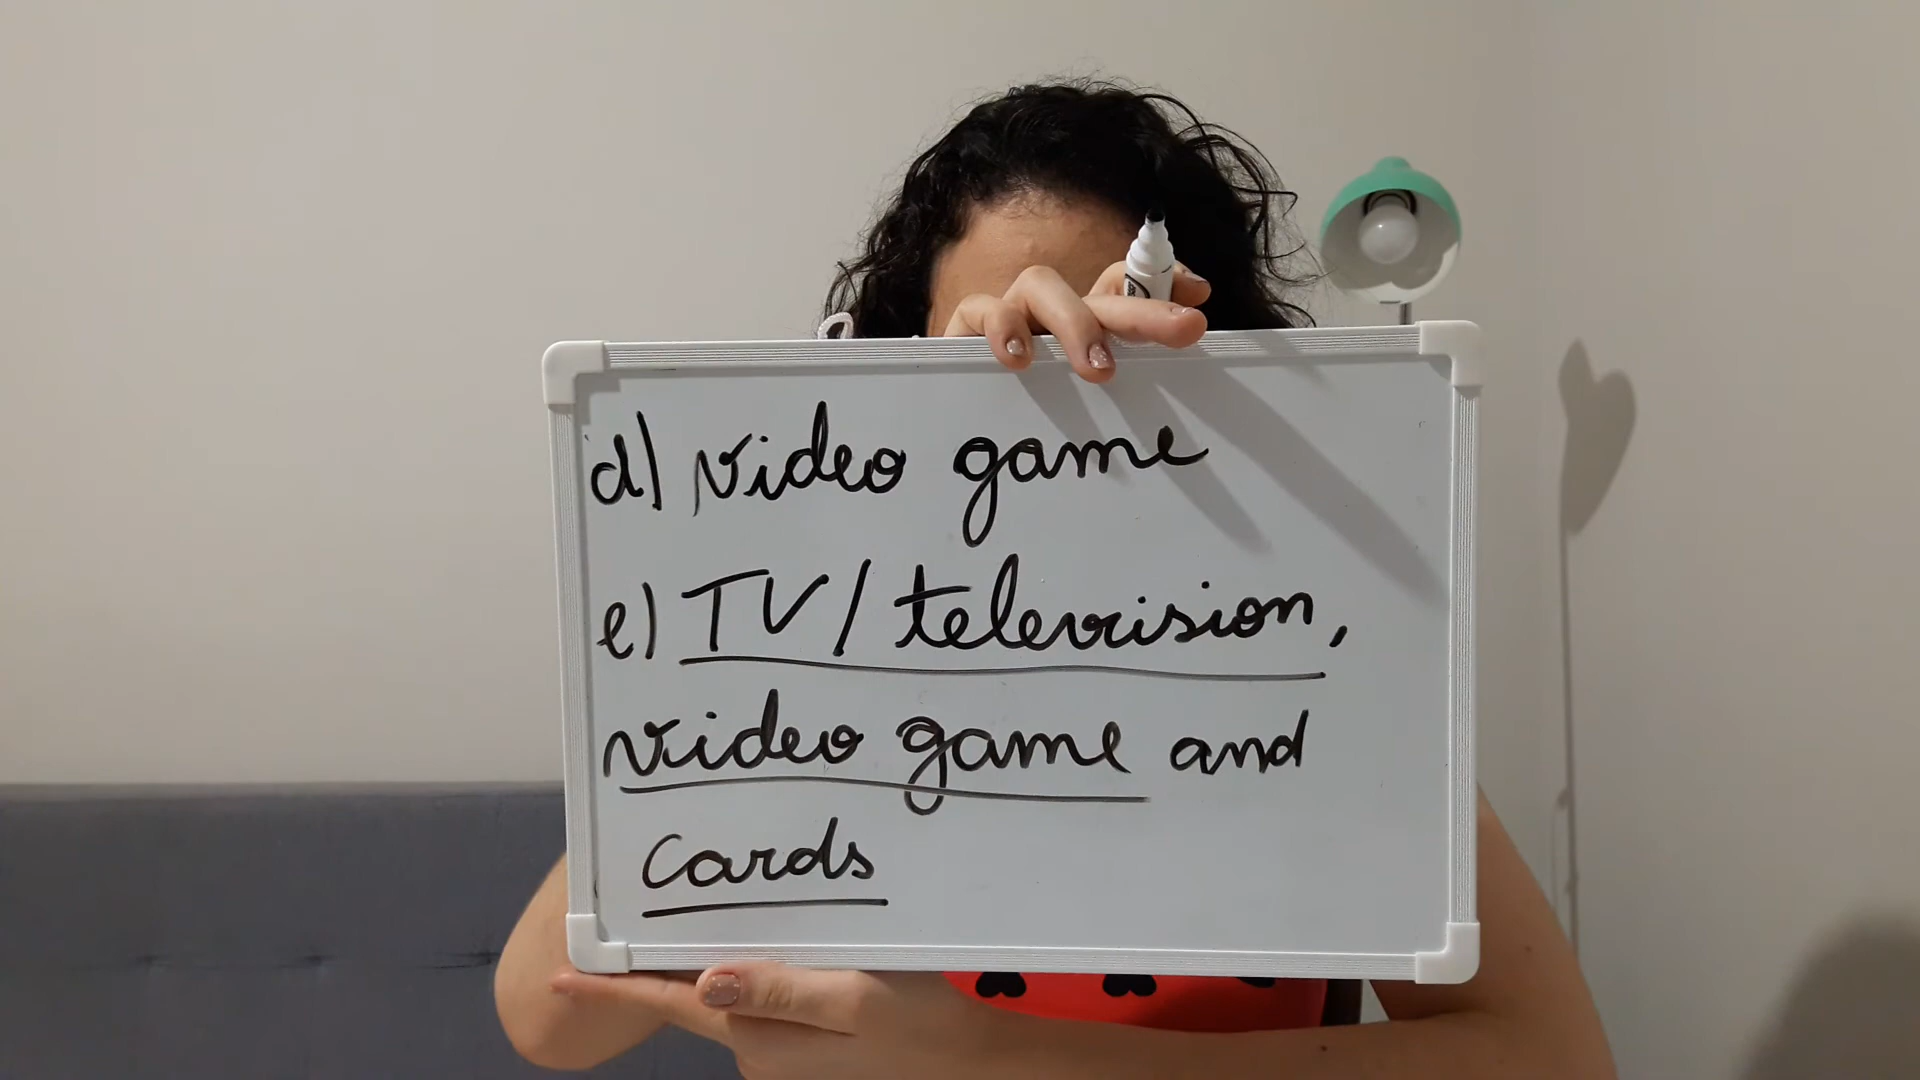 d) video game
e) TV/television,
video game and
cards